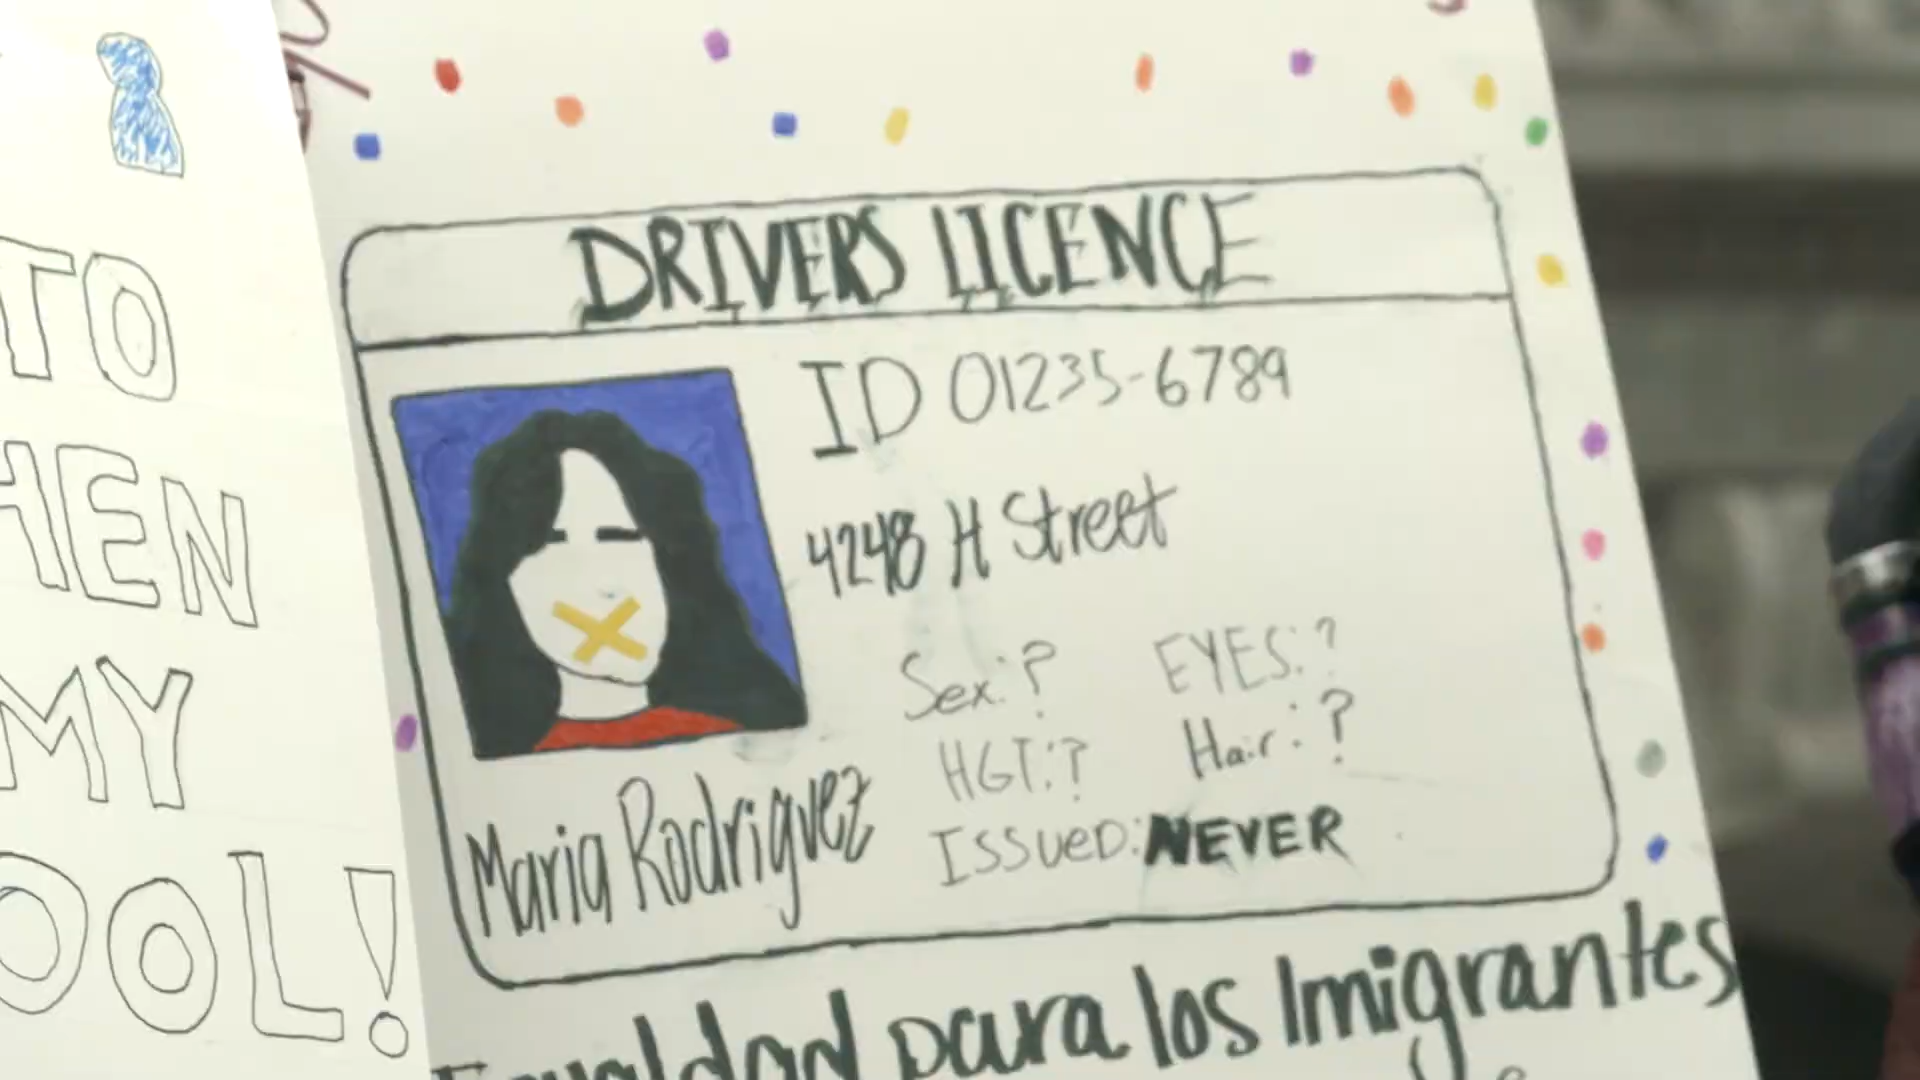 TO
HEN
MY
OOL!
DRIVERS LICENCE
ID 01235-6789
4248 H Street
Sex: ? EYES: ?
HGT: ? Hair: ?
Issued: NEVER
Maria Rodriguez
Igualdad para los Imigrantes